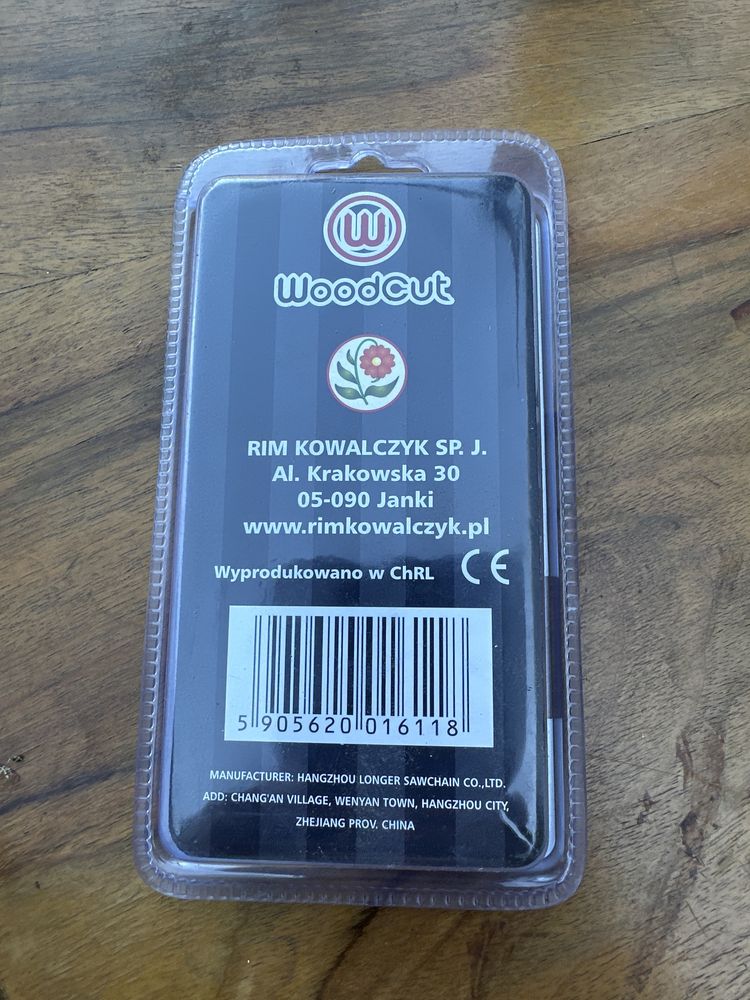 W
WoodCut
RIM KOWALCZYK SP. J.
Al. Krakowska 30
05-090 Janki
www.rimkowalczyk.pl
Wyprodukowano w ChRL CE
5 905620 016118
MANUFACTURER: HANGZHOU LONGER SAWCHAIN CO.,LTD.
ADD: CHANG'AN VILLAGE, WENYAN TOWN, HANGZHOU CITY,
ZHEJIANG PROV. CHINA